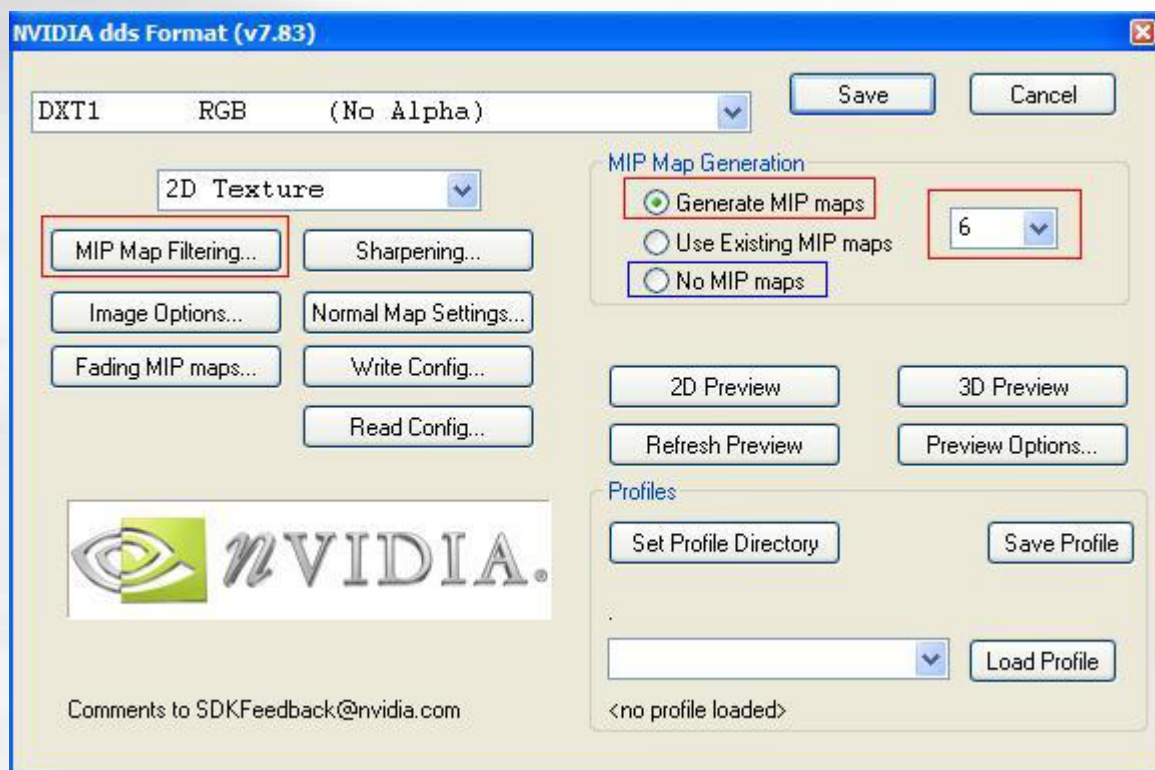 NVIDIA dds Format (v7.83)
DXT1 RGB (No Alpha)
Save
Cancel
2D Texture
MIP Map Filtering...
Sharpening...
Image Options...
Normal Map Settings...
Fading MIP maps...
Write Config...
Read Config...
MIP Map Generation
Generate MIP maps
6
Use Existing MIP maps
No MIP maps
2D Preview
3D Preview
Refresh Preview
Preview Options...
nVIDIA.®
Profiles
Set Profile Directory
Save Profile
.
Load Profile
Comments to SDKFeedback@nvidia.com
<no profile loaded>